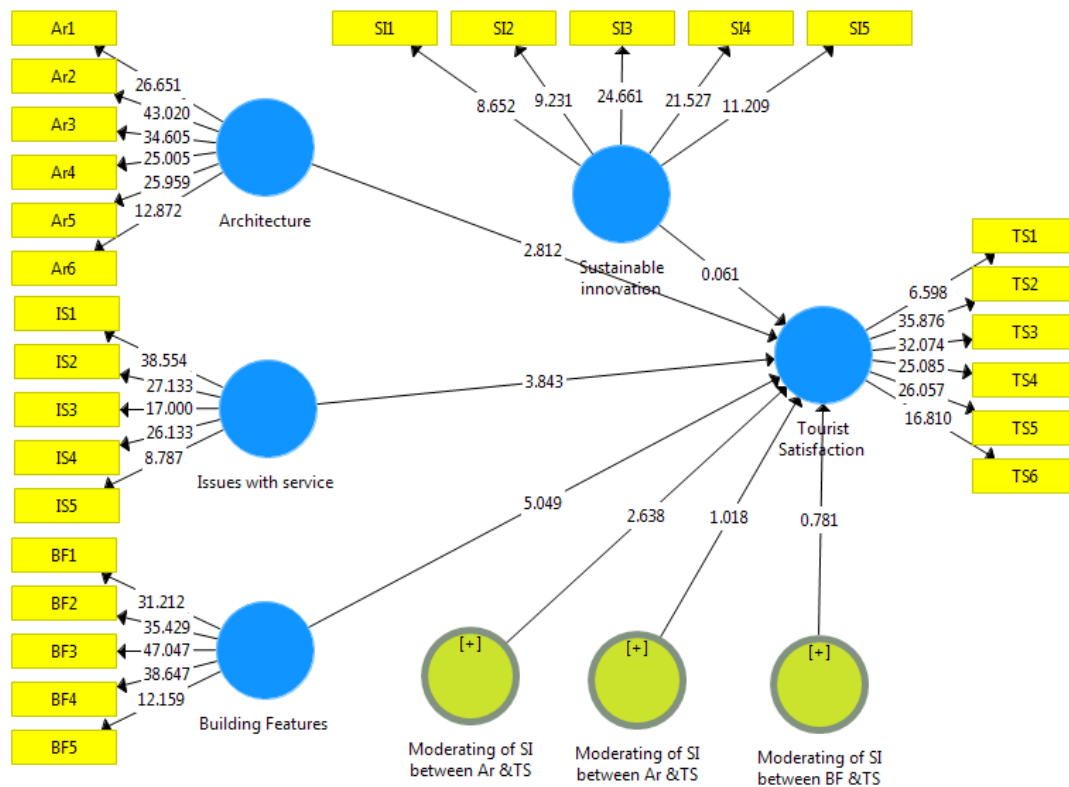 Ar1
Ar2
Ar3
Ar4
Ar5
Ar6
26.651
43.020
34.605
25.005
25.959
12.872
Architecture
SI1
SI2
SI3
SI4
SI5
8.652
9.231
24.661
21.527
11.209
Sustainable
innovation
2.812
0.061
IS1
IS2
IS3
IS4
IS5
38.554
27.133
17.000
26.133
8.787
Issues with service
3.843
TS1
TS2
TS3
TS4
TS5
TS6
6.598
35.876
32.074
25.085
26.057
16.810
Tourist
Satisfaction
BF1
BF2
BF3
BF4
BF5
31.212
35.429
47.047
38.647
12.159
Building Features
5.049
2.638
1.018
0.781
[+]
Moderating of SI
between Ar &TS
[+]
Moderating of SI
between Ar &TS
[+]
Moderating of SI
between BF &TS